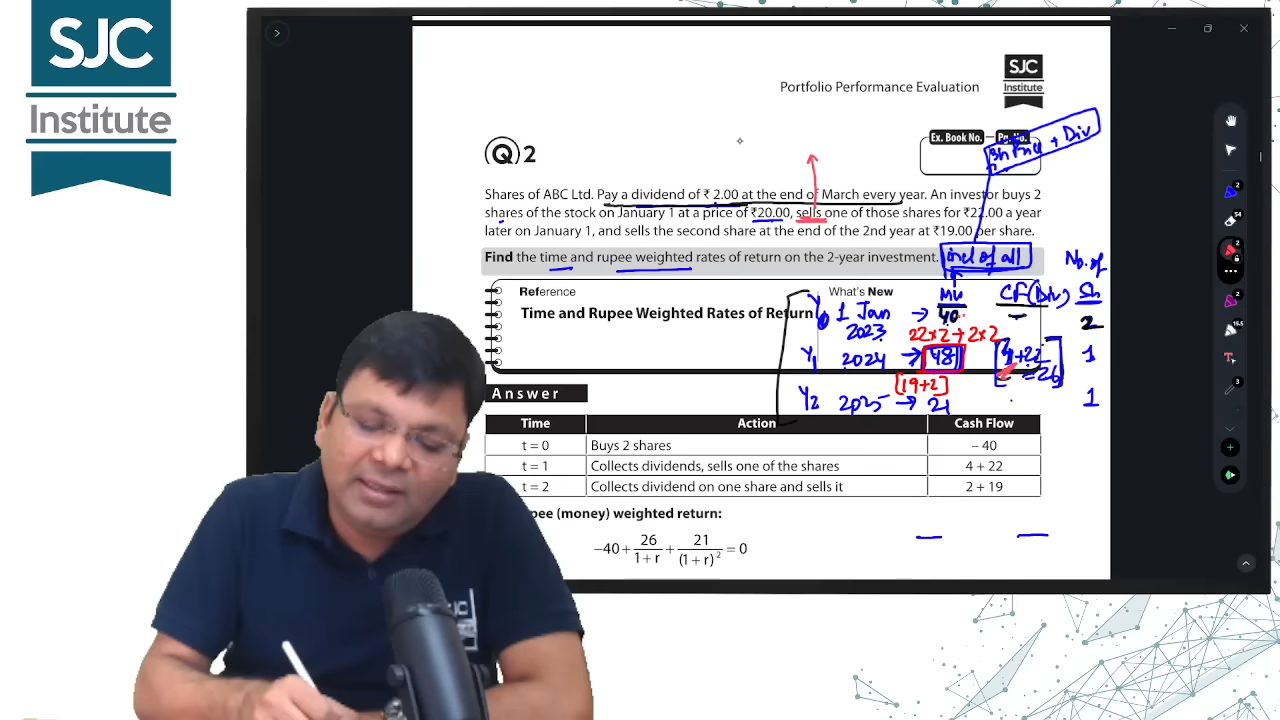 SJC
Institute
Portfolio Performance Evaluation
SJC
Institute
Q 2
Ex. Book No. — Pg. No.
Sh Price + Div
Shares of ABC Ltd. Pay a dividend of ₹ 2.00 at the end of March every year. An investor buys 2
shares of the stock on January 1 at a price of ₹20.00, sells one of those shares for ₹22.00 a year
later on January 1, and sells the second share at the end of the 2nd year at ₹19.00 per share.
Find the time and rupee weighted rates of return on the 2-year investment.
incl of all
Reference
What's New
Time and Rupee Weighted Rates of Return
MV CF(Div) No. of Sh
Y0 1 Jan 2023 → 40 — 2
22×2+2×2
Y1 2024 → 48 +22 = 26 1
[19+2]
Y2 2025 → 21 1
Answer
Time Action Cash Flow
t = 0 Buys 2 shares – 40
t = 1 Collects dividends, sells one of the shares 4 + 22
t = 2 Collects dividend on one share and sells it 2 + 19
pee (money) weighted return:
−40 + 26/(1+r) + 21/(1+r)² = 0
SJC